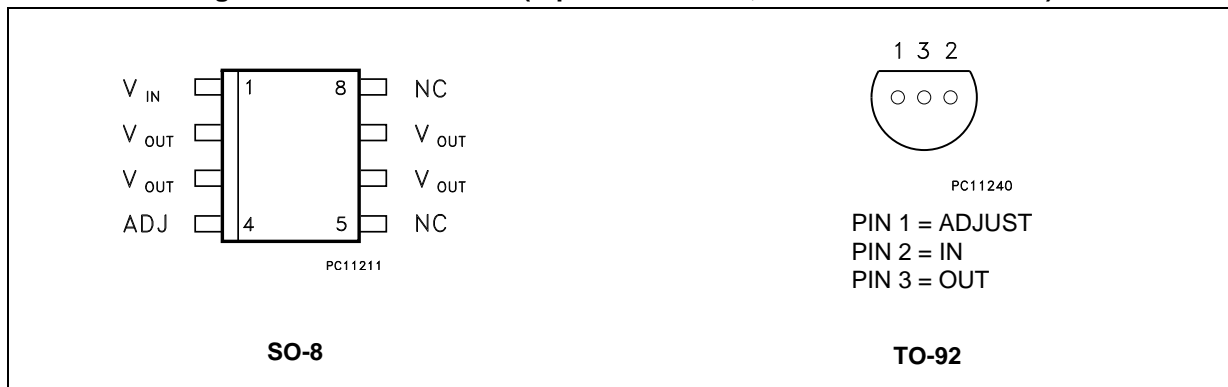 V IN 1 8 NC
V OUT V OUT
V OUT V OUT
ADJ 4 5 NC
PC11211
SO-8
1 3 2
PC11240
PIN 1 = ADJUST
PIN 2 = IN
PIN 3 = OUT
TO-92